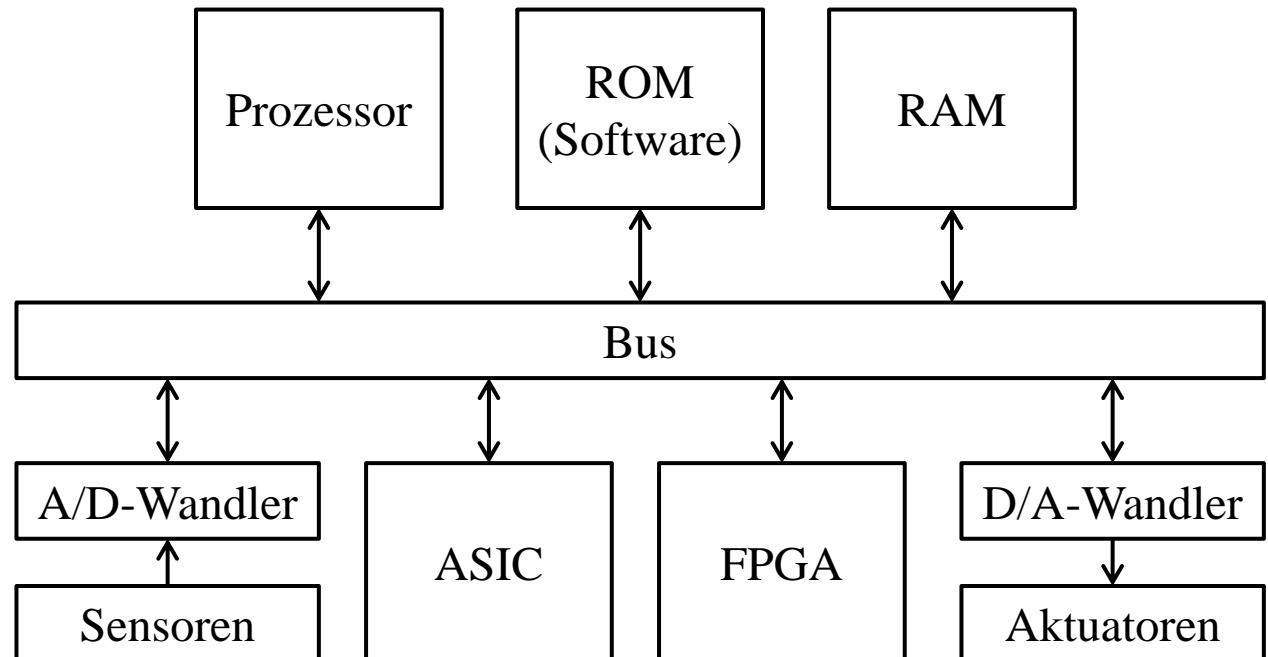 Prozessor
ROM
(Software)
RAM
Bus
A/D-Wandler
D/A-Wandler
ASIC
FPGA
Sensoren
Aktuatoren